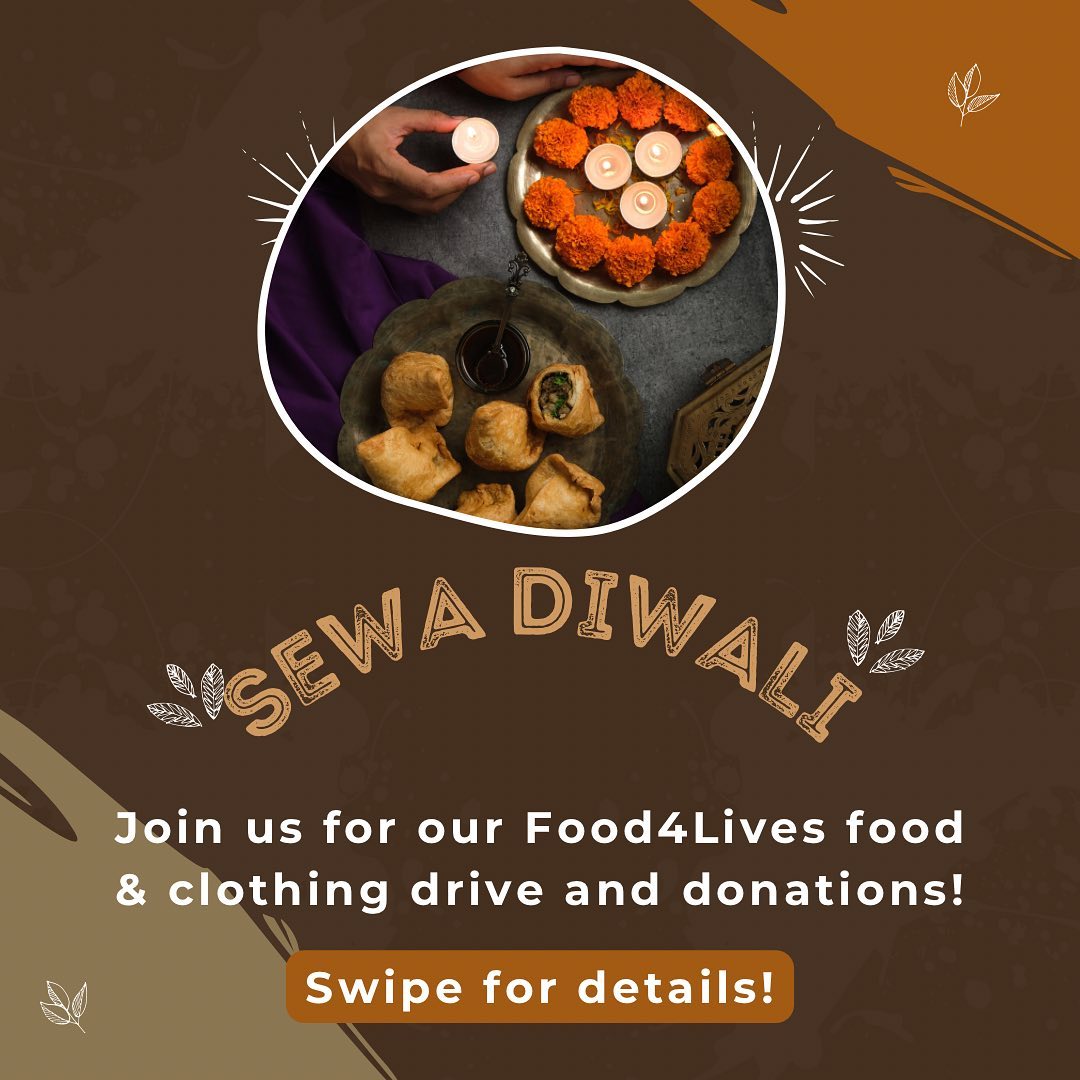 SEWA DIWALI
Join us for our Food4Lives food
& clothing drive and donations!
Swipe for details!